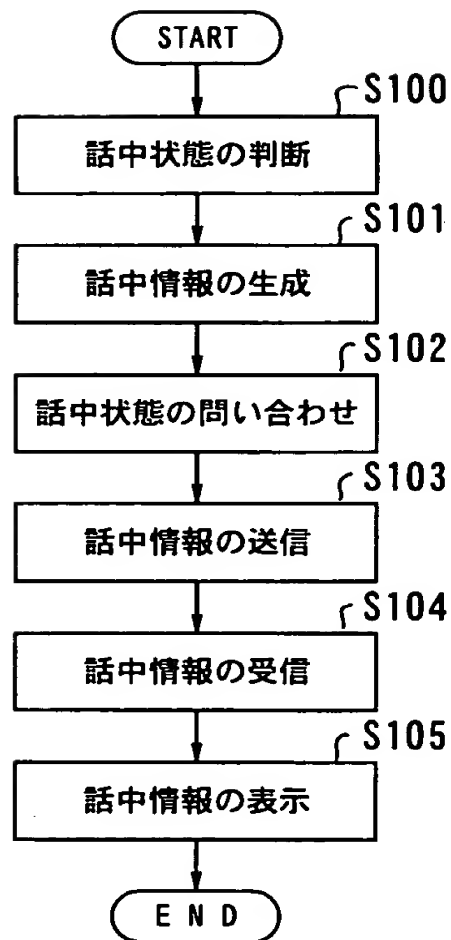 START
S100
話中状態の判断
S101
話中情報の生成
S102
話中状態の問い合わせ
S103
話中情報の送信
S104
話中情報の受信
S105
話中情報の表示
END